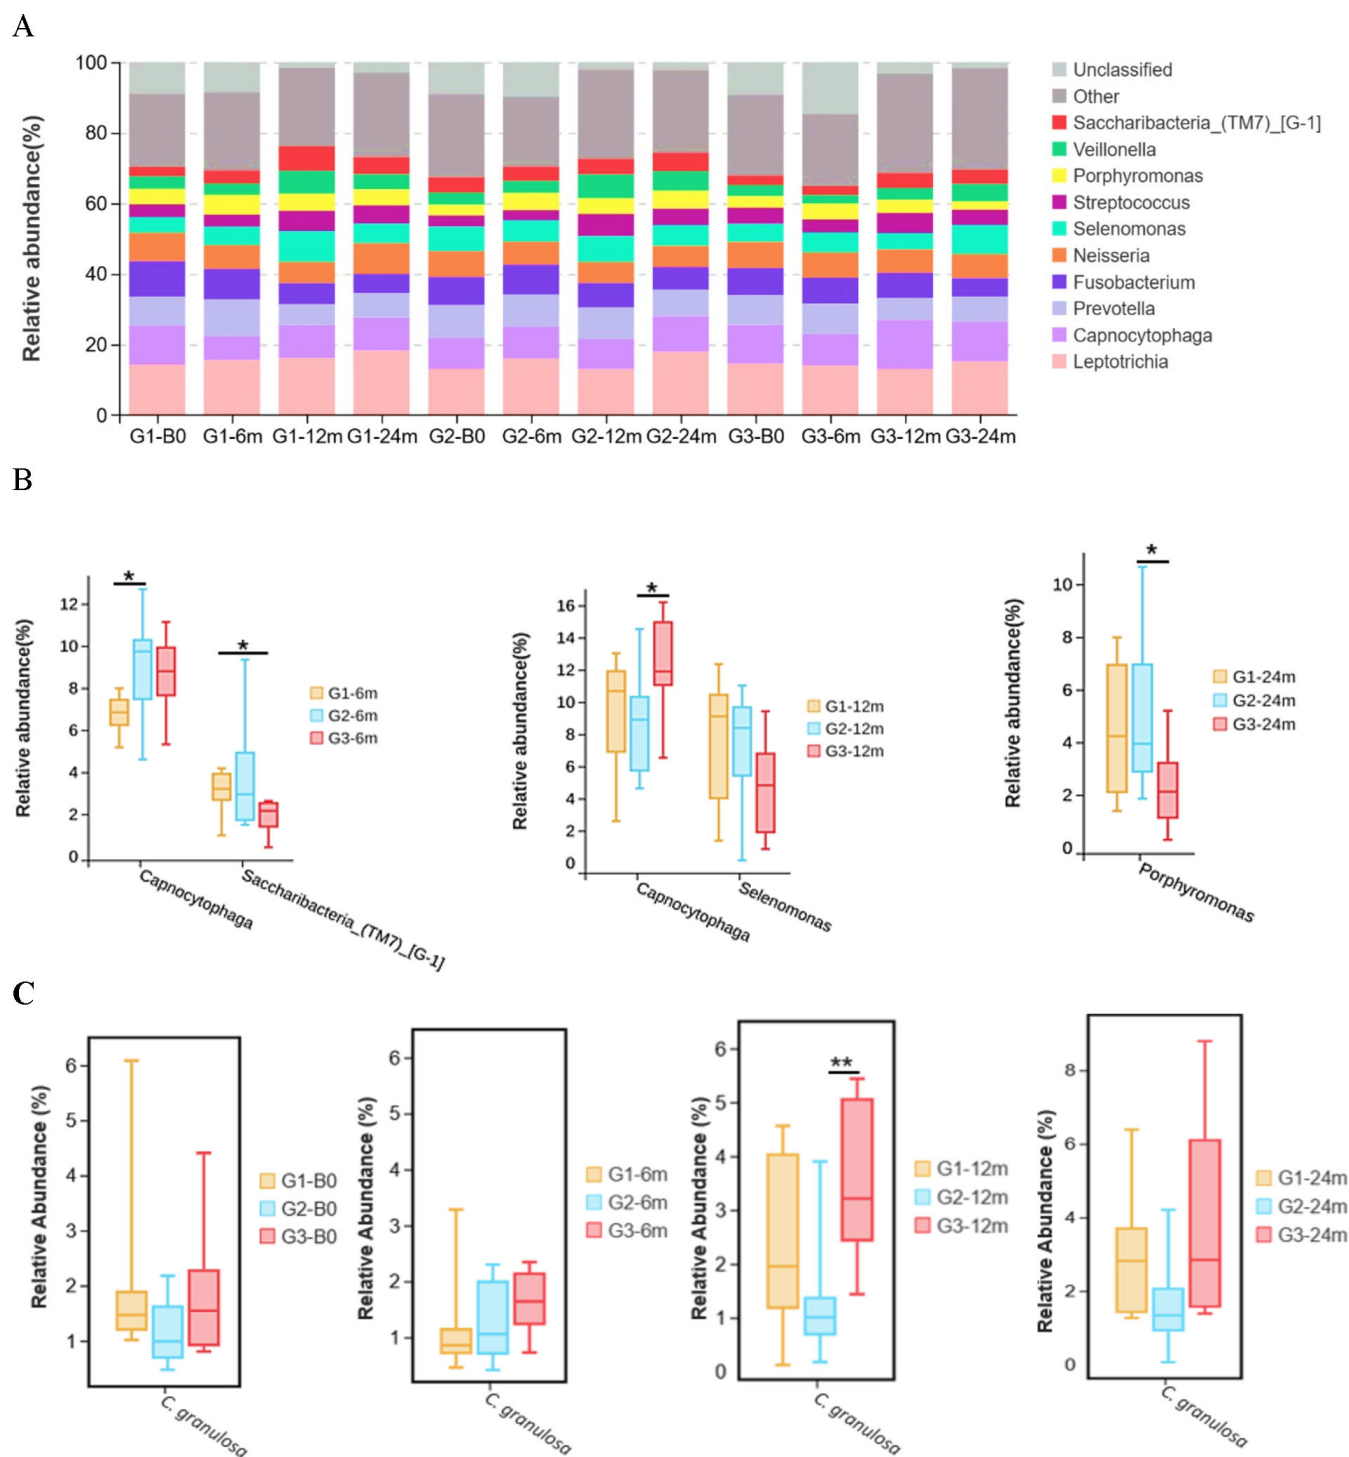 A
Relative abundance(%)
100
80
60
40
20
0
G1-B0 G1-6m G1-12m G1-24m G2-B0 G2-6m G2-12m G2-24m G3-B0 G3-6m G3-12m G3-24m
Unclassified
Other
Saccharibacteria_(TM7)_[G-1]
Veillonella
Porphyromonas
Streptococcus
Selenomonas
Neisseria
Fusobacterium
Prevotella
Capnocytophaga
Leptotrichia
B
Relative abundance(%)
12
10
8
6
4
2
0
*
*
Capnocytophaga
Saccharibacteria_(TM7)_[G-1]
G1-6m
G2-6m
G3-6m
Relative abundance(%)
16
14
12
10
8
6
4
2
0
*
Capnocytophaga
Selenomonas
G1-12m
G2-12m
G3-12m
Relative abundance(%)
10
8
6
4
2
0
*
Porphyromonas
G1-24m
G2-24m
G3-24m
C
Relative Abundance (%)
6
5
4
3
2
1
C. granulosa
G1-B0
G2-B0
G3-B0
Relative Abundance (%)
6
5
4
3
2
1
C. granulosa
G1-6m
G2-6m
G3-6m
Relative Abundance (%)
6
5
4
3
2
1
0
**
C. granulosa
G1-12m
G2-12m
G3-12m
Relative Abundance (%)
8
6
4
2
0
C. granulosa
G1-24m
G2-24m
G3-24m